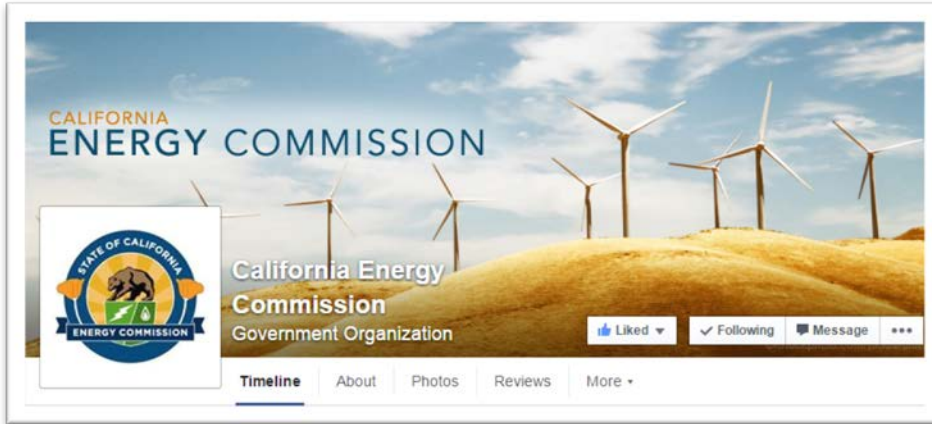 CALIFORNIA
ENERGY COMMISSION
STATE OF CALIFORNIA
ENERGY COMMISSION
California Energy
Commission
Government Organization
Liked
Following
Message
Timeline
About
Photos
Reviews
More